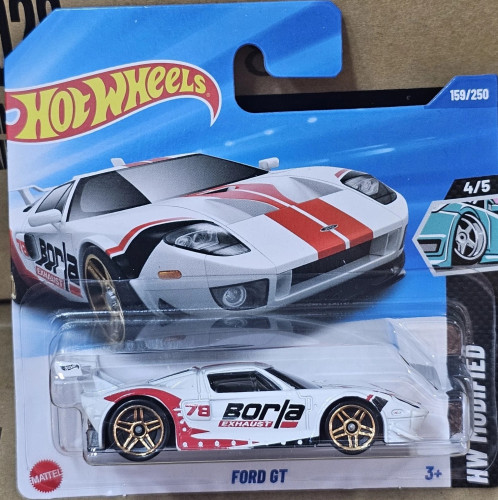 HOT WHEELS
159/250
4/5
HW MODIFIED
Borla
EXHAUST
78 Borla
EXHAUST
MATTEL
FORD GT
3+